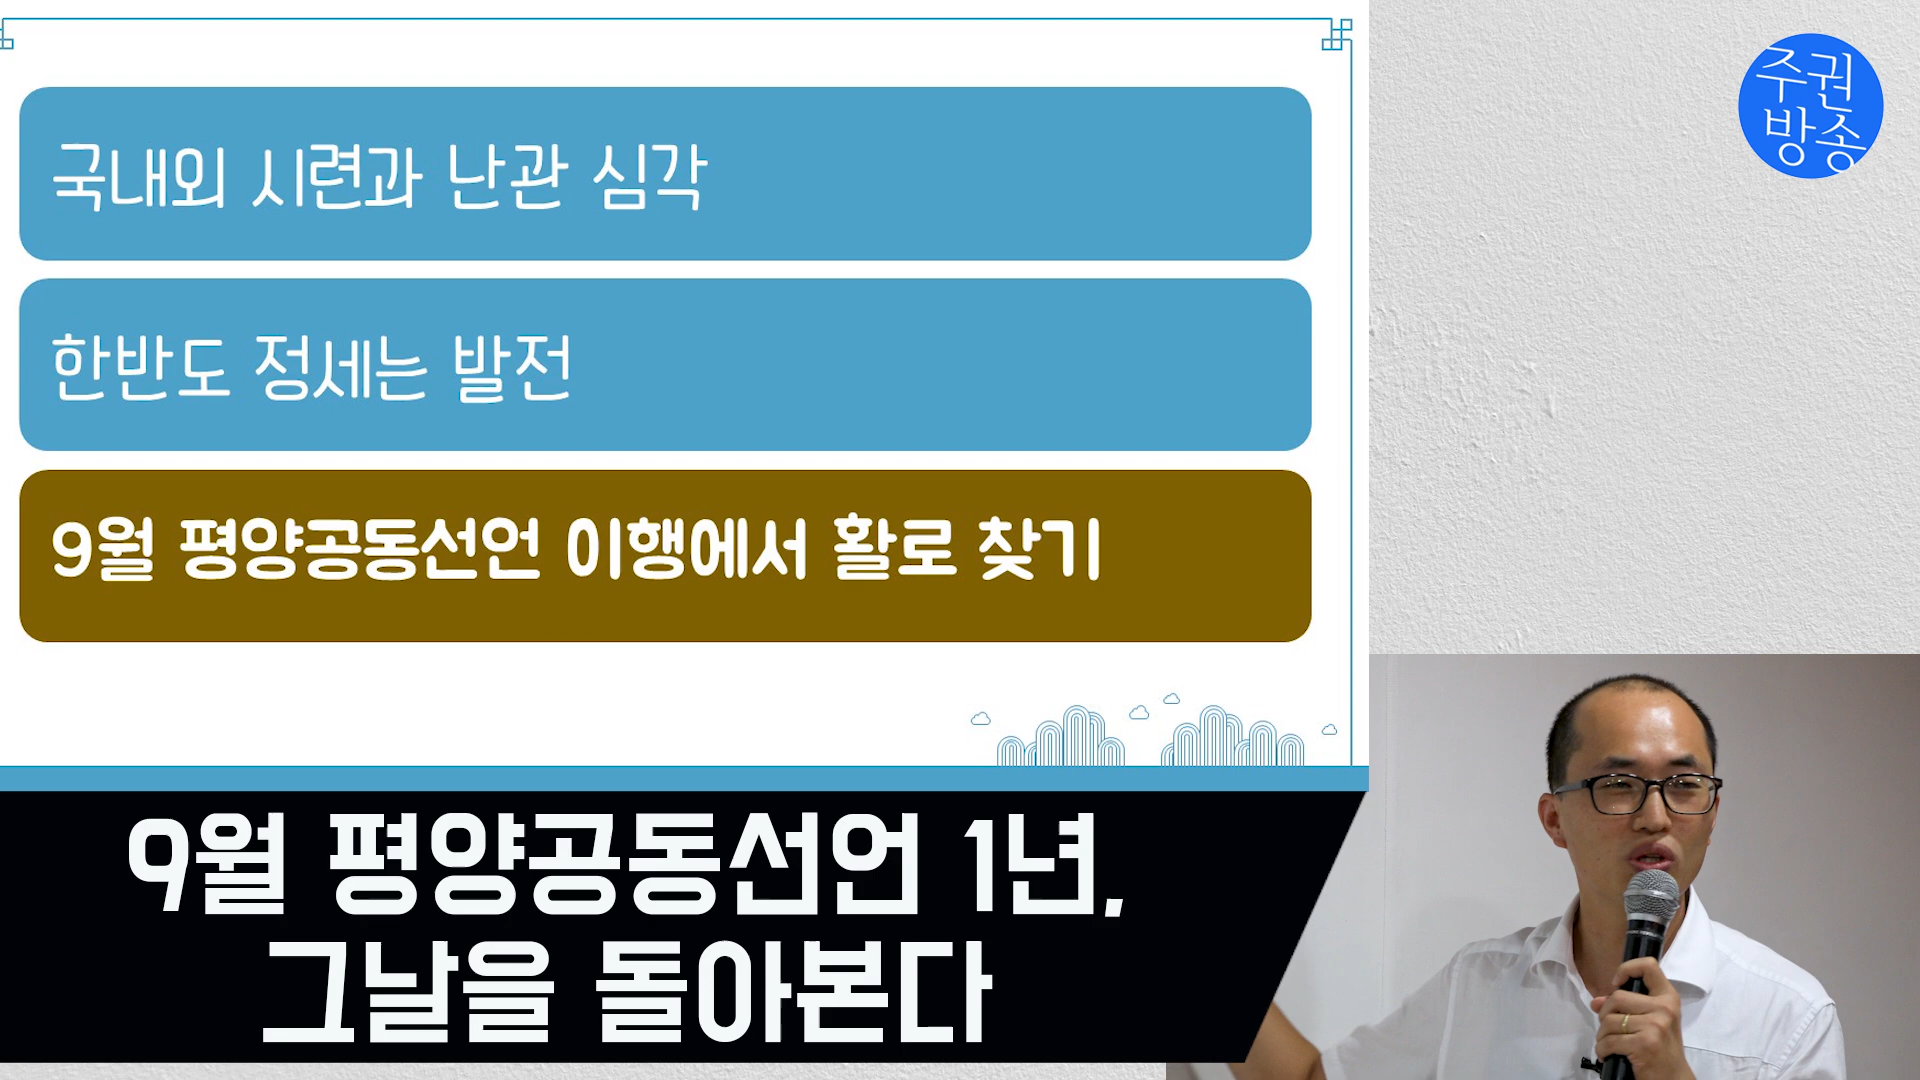 국내외 시련과 난관 심각
한반도 정세는 발전
9월 평양공동선언 이행에서 활로 찾기
주권
방송
9월 평양공동선언 1년,
그날을 돌아본다